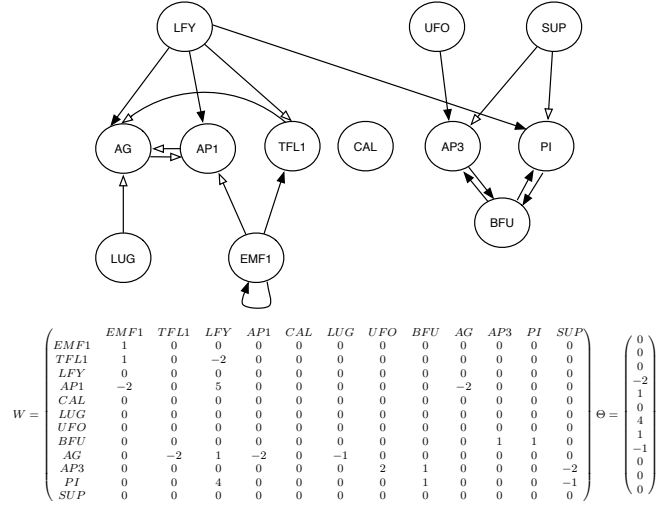 LFY UFO SUP
AG AP1 TFL1 CAL AP3 PI
BFU
LUG EMF1
EMF1 TFL1 LFY AP1 CAL LUG UFO BFU AG AP3 PI SUP
EMF1 1 0 0 0 0 0 0 0 0 0 0 0
TFL1 1 0 −2 0 0 0 0 0 0 0 0 0
LFY 0 0 0 0 0 0 0 0 0 0 0 0
AP1 −2 0 5 0 0 0 0 0 −2 0 0 0
CAL 0 0 0 0 0 0 0 0 0 0 0 0
LUG 0 0 0 0 0 0 0 0 0 0 0 0
UFO 0 0 0 0 0 0 0 0 0 0 0 0
BFU 0 0 0 0 0 0 0 0 0 1 1 0
AG 0 −2 1 −2 0 −1 0 0 0 0 0 0
AP3 0 0 0 0 0 0 2 1 0 0 0 −2
PI 0 0 4 0 0 0 0 1 0 0 0 −1
SUP 0 0 0 0 0 0 0 0 0 0 0 0
W =
Θ =
0
0
0
−2
1
0
4
1
−1
0
0
0